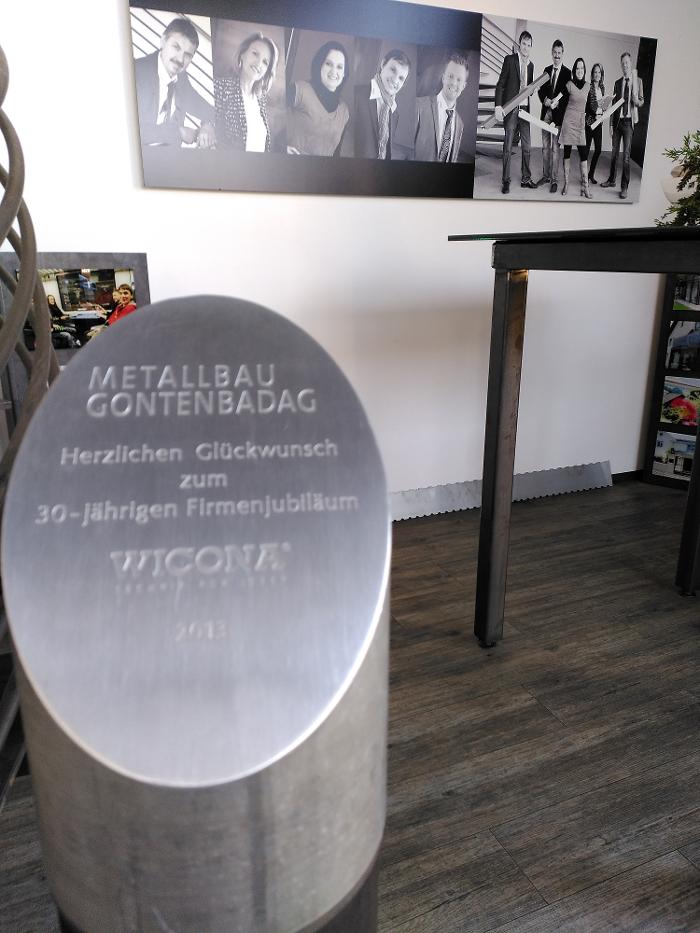 METALLBAU
GONTENBADAG
Herzlichen Glückwunsch
zum
30-jährigen Firmenjubiläum
WICONA®
2013